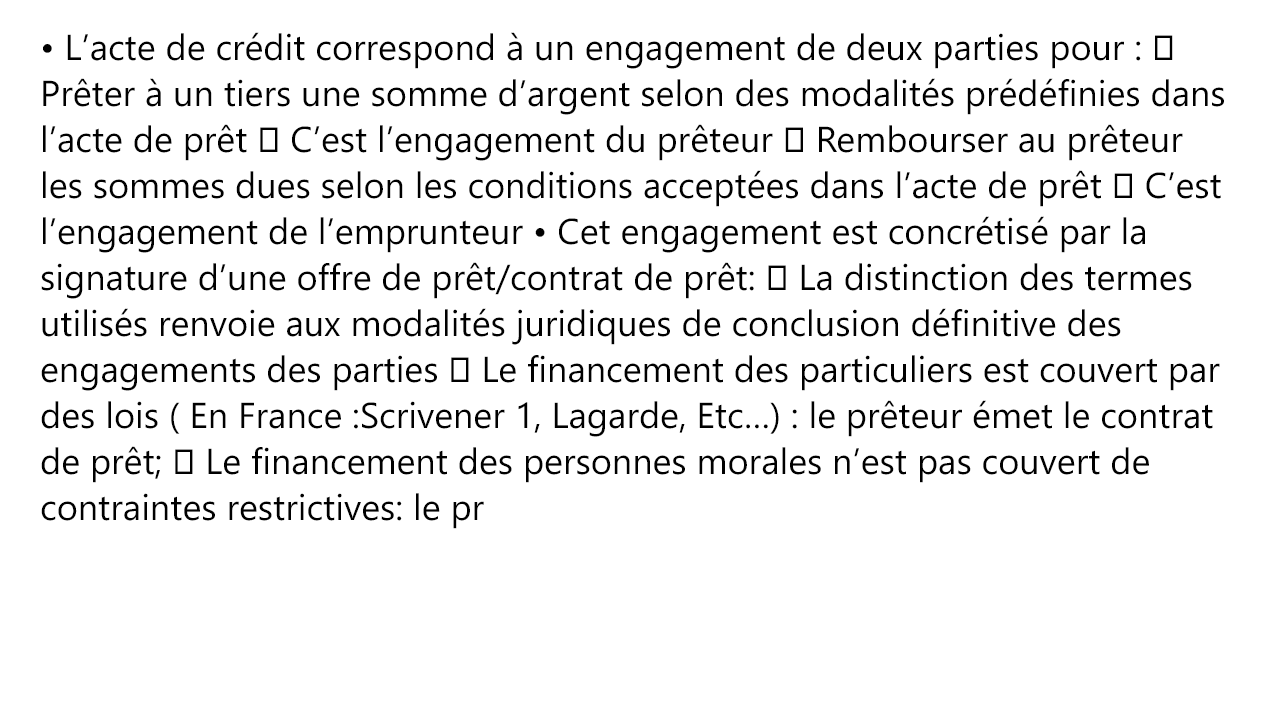 • L’acte de crédit correspond à un engagement de deux parties pour : 
Prêter à un tiers une somme d’argent selon des modalités prédéfinies dans
l’acte de prêt  C’est l’engagement du prêteur  Rembourser au prêteur
les sommes dues selon les conditions acceptées dans l’acte de prêt  C’est
l’engagement de l’emprunteur • Cet engagement est concrétisé par la
signature d’une offre de prêt/contrat de prêt:  La distinction des termes
utilisés renvoie aux modalités juridiques de conclusion définitive des
engagements des parties  Le financement des particuliers est couvert par
des lois ( En France :Scrivener 1, Lagarde, Etc…) : le prêteur émet le contrat
de prêt;  Le financement des personnes morales n’est pas couvert de
contraintes restrictives: le pr